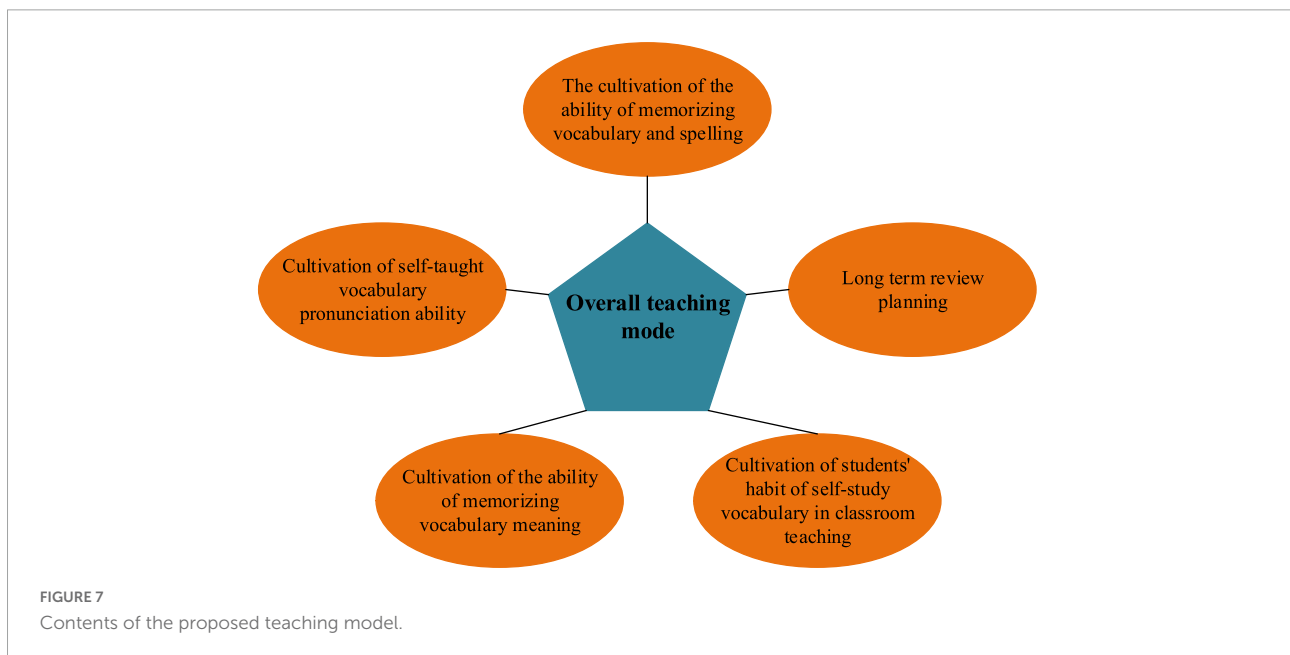 The cultivation of the
ability of memorizing
vocabulary and spelling
Cultivation of self-taught
vocabulary
pronunciation ability
Overall teaching
mode
Long term review
planning
Cultivation of the ability
of memorizing
vocabulary meaning
Cultivation of students'
habit of self-study
vocabulary in classroom
teaching
FIGURE 7
Contents of the proposed teaching model.